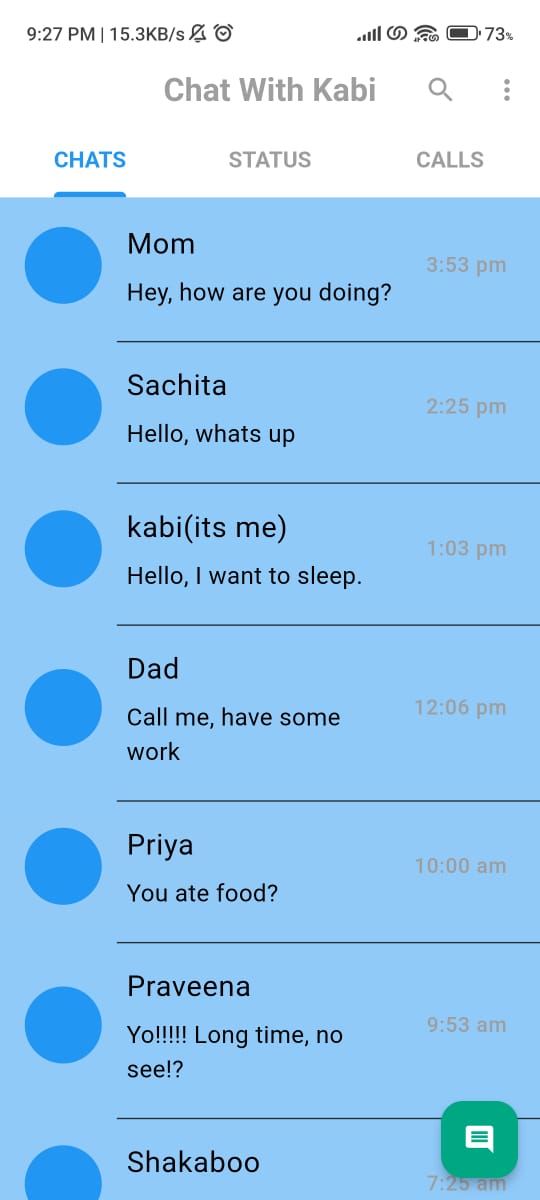 9:27 PM | 15.3KB/s
73%
Chat With Kabi
CHATS STATUS CALLS
Mom
3:53 pm
Hey, how are you doing?
Sachita
2:25 pm
Hello, whats up
kabi(its me)
1:03 pm
Hello, I want to sleep.
Dad
12:06 pm
Call me, have some
work
Priya
10:00 am
You ate food?
Praveena
9:53 am
Yo!!!!! Long time, no
see!?
Shakaboo
7:25 am